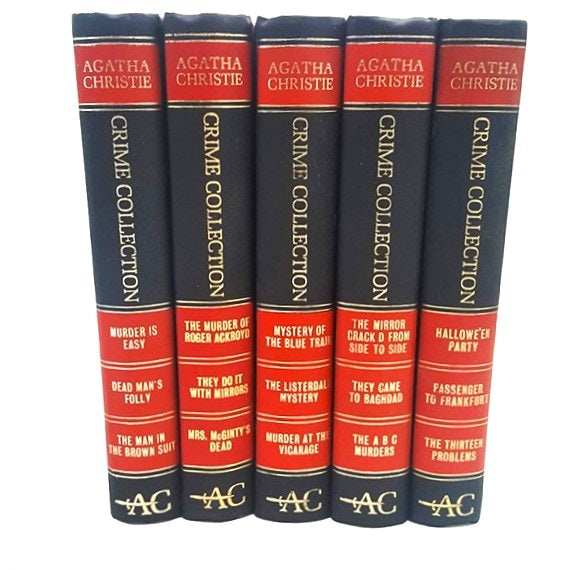 AGATHA
CHRISTIE
CRIME COLLECTION
MURDER IS
EASY
DEAD MAN'S
FOLLY
THE MAN IN
THE BROWN SUIT
AC
AGATHA
CHRISTIE
CRIME COLLECTION
THE MURDER OF
ROGER ACKROYD
THEY DO IT
WITH MIRRORS
MRS. McGINTY'S
DEAD
AC
AGATHA
CHRISTIE
CRIME COLLECTION
MYSTERY OF
THE BLUE TRAIN
THE LISTERDAL
MYSTERY
MURDER AT THE
VICARAGE
AC
AGATHA
CHRISTIE
CRIME COLLECTION
THE MIRROR
CRACK'D FROM
SIDE TO SIDE
THEY CAME
TO BAGHDAD
THE A B C
MURDERS
AC
AGATHA
CHRISTIE
CRIME COLLECTION
HALLOWE'EN
PARTY
PASSENGER
TO FRANKFURT
THE THIRTEEN
PROBLEMS
AC